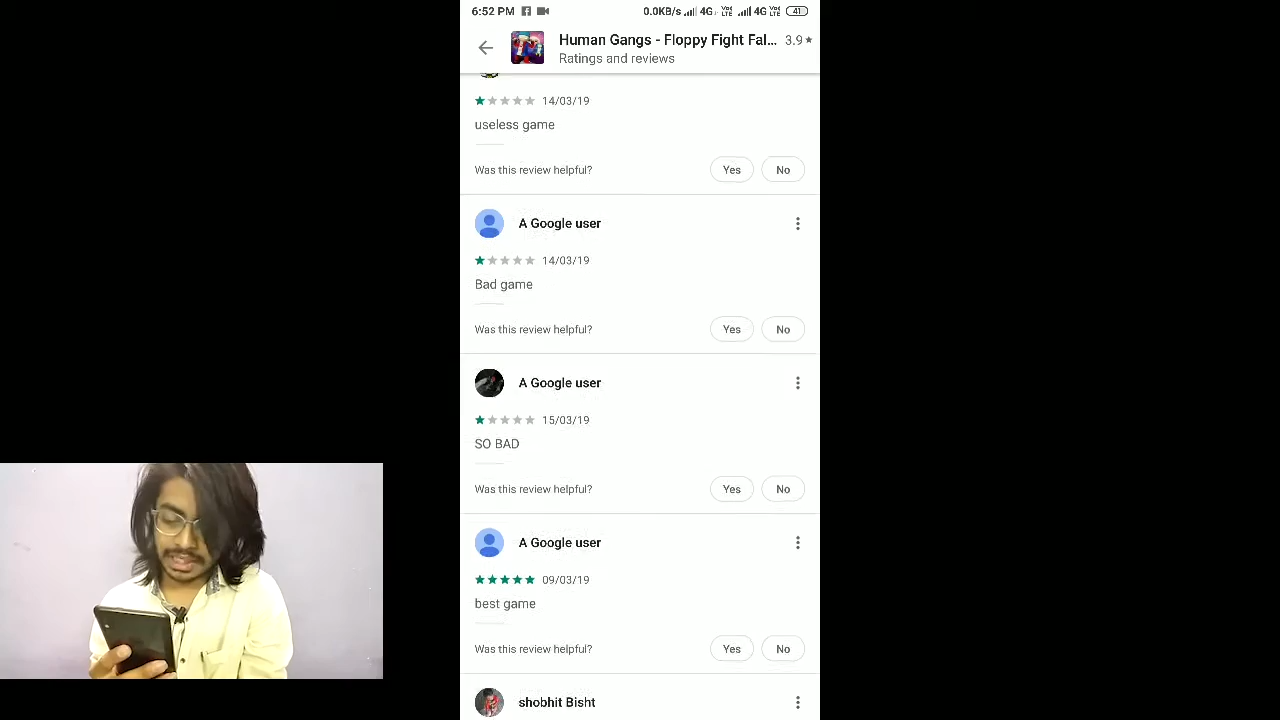 6:52 PM 0.0KB/s 4G VoLTE 4G VoLTE 41
Human Gangs - Floppy Fight Fal... 3.9★
Ratings and reviews
14/03/19
useless game
Was this review helpful? Yes No
A Google user
14/03/19
Bad game
Was this review helpful? Yes No
A Google user
15/03/19
SO BAD
Was this review helpful? Yes No
A Google user
09/03/19
best game
Was this review helpful? Yes No
shobhit Bisht